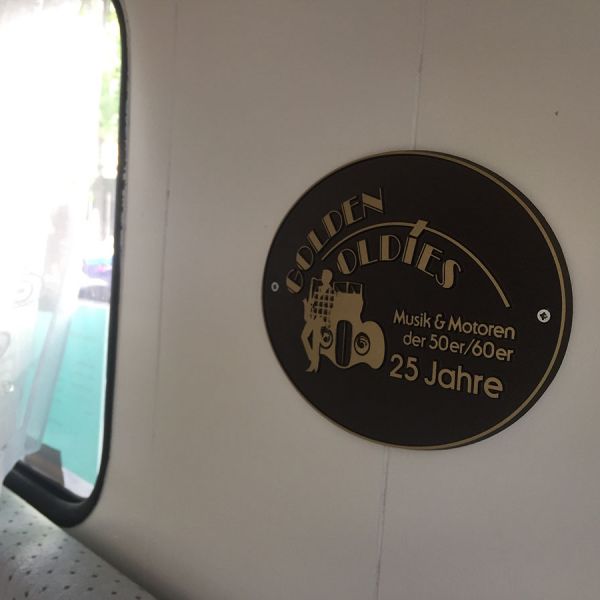 GOLDEN
OLDIES
Musik & Motoren
der 50er/60er
25 Jahre